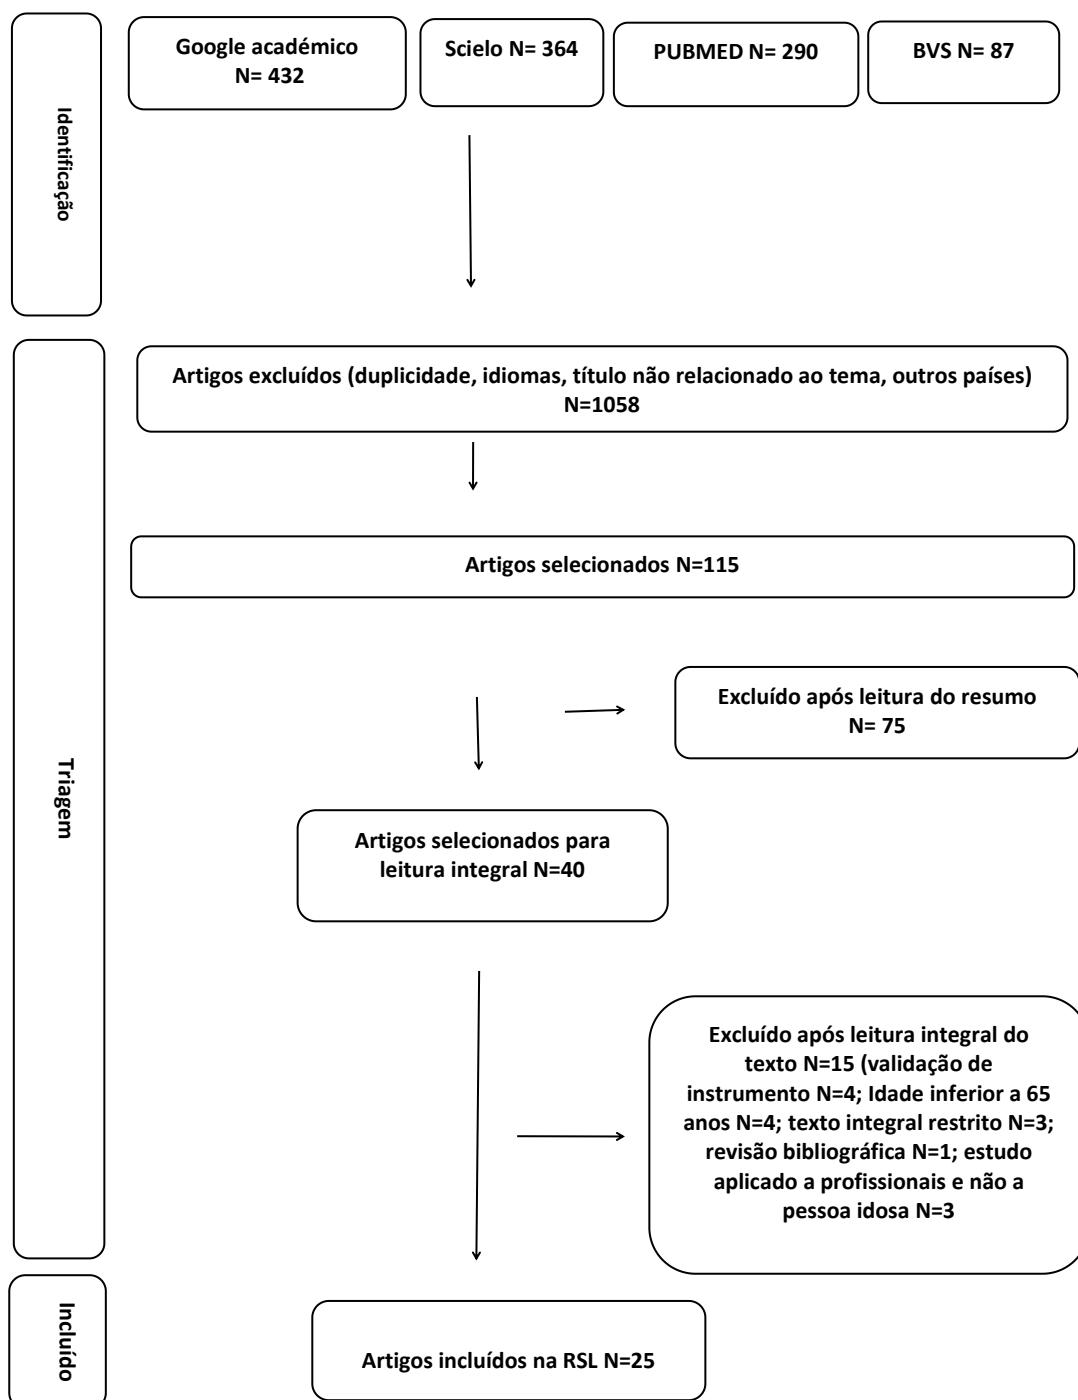 Identificação
Google académico
N= 432
Scielo N= 364
PUBMED N= 290
BVS N= 87
Triagem
Artigos excluídos (duplicidade, idiomas, título não relacionado ao tema, outros países)
N=1058
Artigos selecionados N=115
Excluído após leitura do resumo
N= 75
Artigos selecionados para
leitura integral N=40
Excluído após leitura integral do
texto N=15 (validação de
instrumento N=4; Idade inferior a 65
anos N=4; texto integral restrito N=3;
revisão bibliográfica N=1; estudo
aplicado a profissionais e não a
pessoa idosa N=3
Incluído
Artigos incluídos na RSL N=25